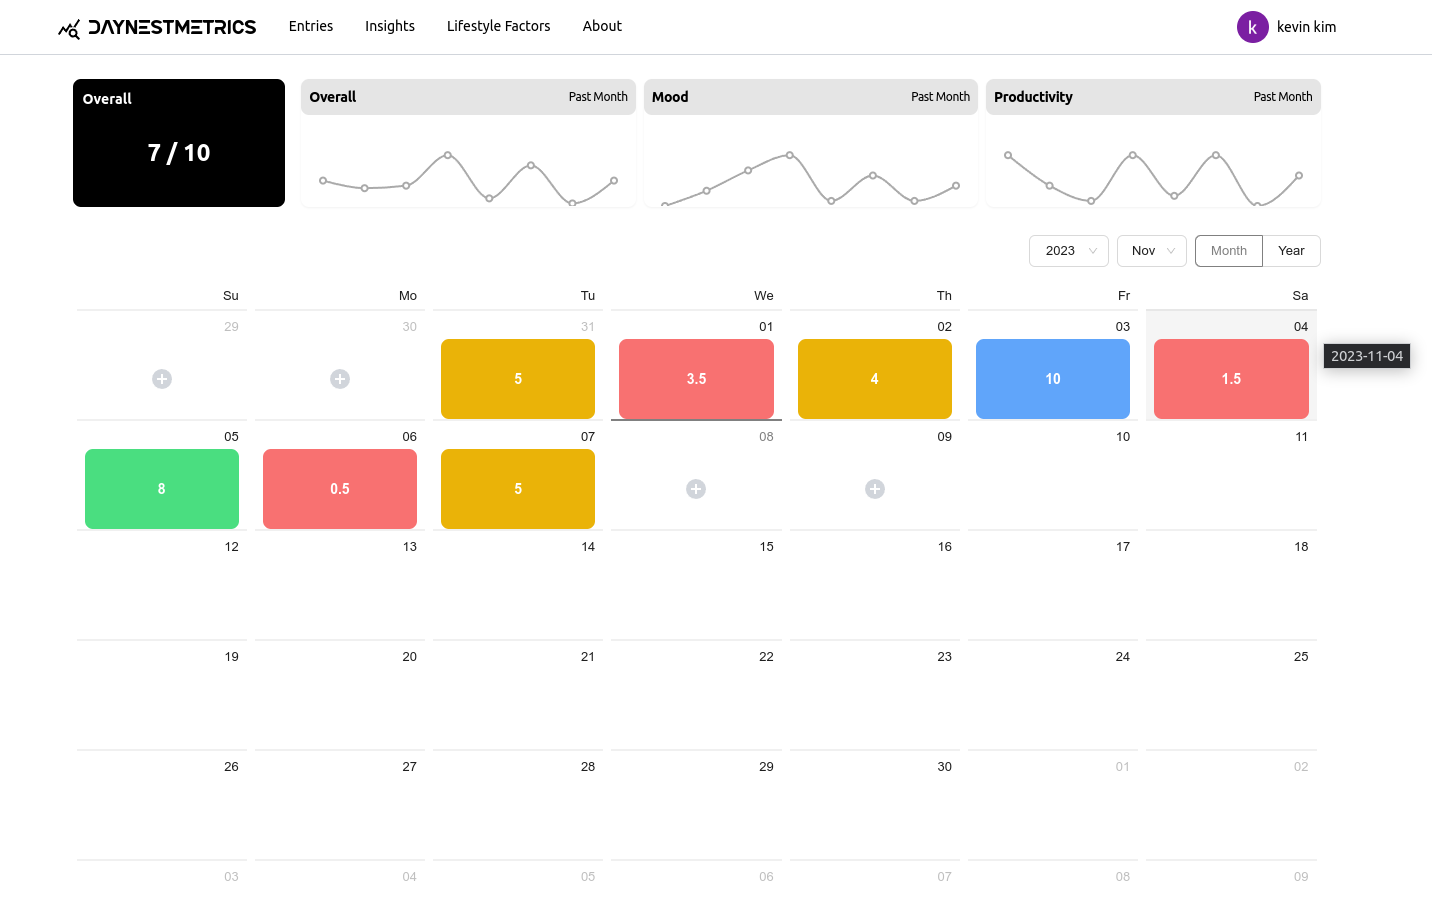 DAYNESTMETRICS Entries Insights Lifestyle Factors About k kevin kim
Overall
7 / 10
Overall Past Month
Mood Past Month
Productivity Past Month
2023 Nov Month Year
Su Mo Tu We Th Fr Sa
29 30 31 01 02 03 04
2023-11-04
5 3.5 4 10 1.5
05 06 07 08 09 10 11
8 0.5 5
12 13 14 15 16 17 18
19 20 21 22 23 24 25
26 27 28 29 30 01 02
03 04 05 06 07 08 09